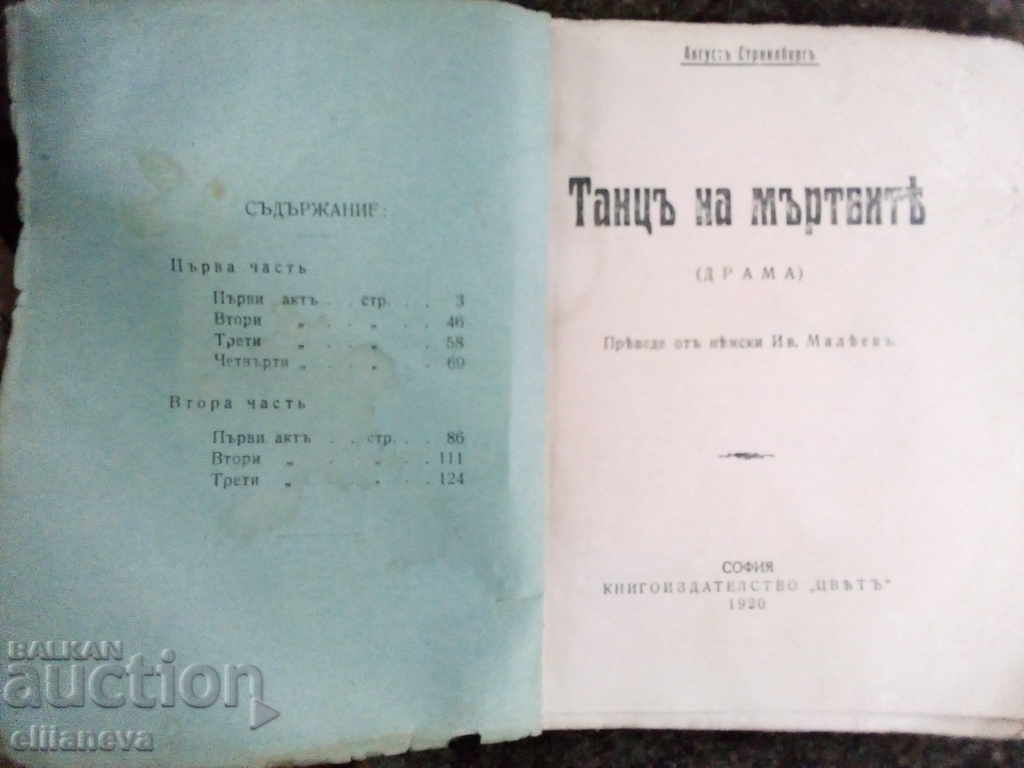 СЪДЪРЖАНИЕ:
Първа часть
Първи актъ . . стр. . . 3
Втори „ . „ . . 46
Трети „ . „ . . 58
Четвърти „ . „ . . 69
Втора часть
Първи актъ . . . стр. . . 86
Втори „ . . „ . . . 111
Трети „ „ . . . 124
Августъ Стриндбергъ
Танцъ на мъртвитѣ
(ДРАМА)
Прѣведе отъ нѣмски Ив. Малѣевъ.
СОФИЯ
КНИГОИЗДАТЕЛСТВО „ЦВѢТЪ“
1920
BALKAN
auction
ellianeva